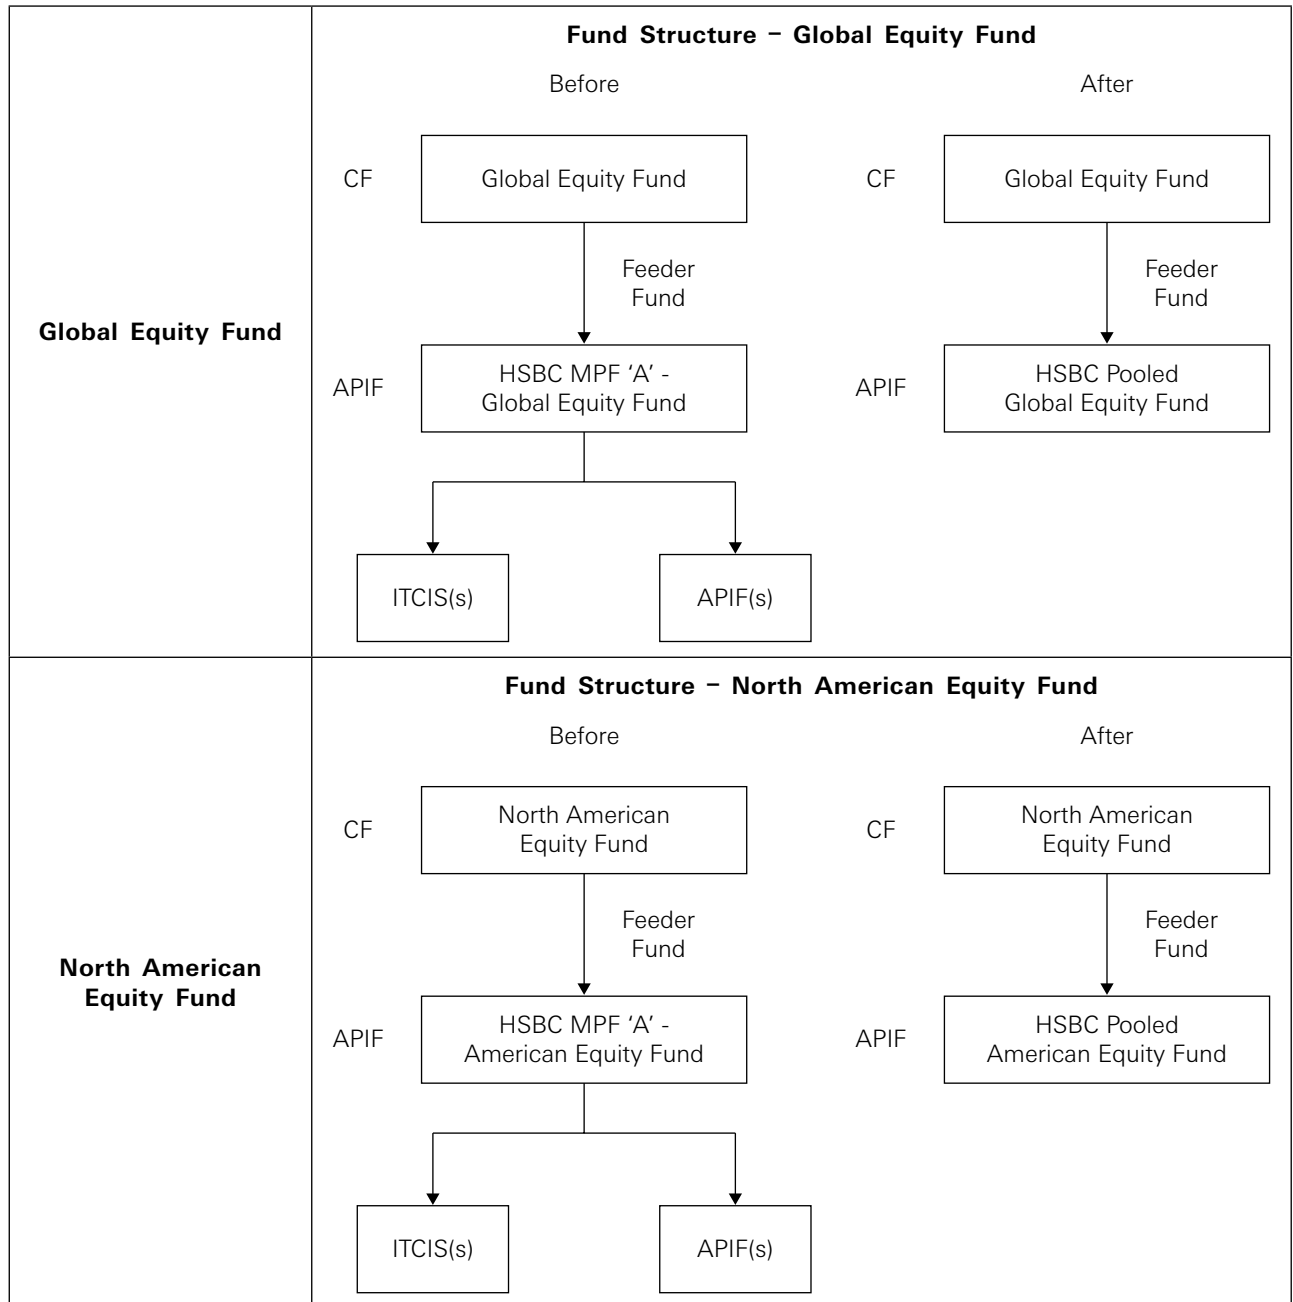 Fund Structure – Global Equity Fund
Before
After
CF
Global Equity Fund
CF
Global Equity Fund
Feeder
Fund
Feeder
Fund
Global Equity Fund
APIF
HSBC MPF ‘A’ -
Global Equity Fund
APIF
HSBC Pooled
Global Equity Fund
ITCIS(s)
APIF(s)
Fund Structure – North American Equity Fund
Before
After
CF
North American
Equity Fund
CF
North American
Equity Fund
Feeder
Fund
Feeder
Fund
North American
Equity Fund
APIF
HSBC MPF ‘A’ -
American Equity Fund
APIF
HSBC Pooled
American Equity Fund
ITCIS(s)
APIF(s)